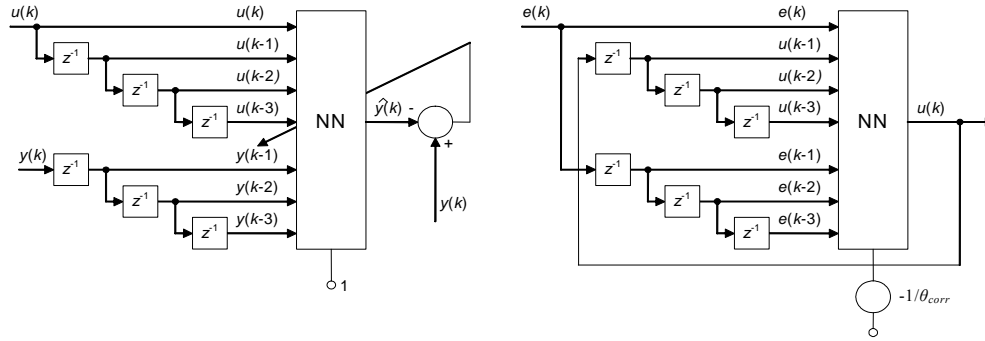 u(k)
u(k)
z⁻¹
u(k-1)
z⁻¹
u(k-2)
z⁻¹
u(k-3)
NN
ŷ(k)
-
+
y(k)
y(k)
z⁻¹
y(k-1)
z⁻¹
y(k-2)
z⁻¹
y(k-3)
1
e(k)
e(k)
z⁻¹
u(k-1)
z⁻¹
u(k-2)
z⁻¹
u(k-3)
NN
u(k)
z⁻¹
e(k-1)
z⁻¹
e(k-2)
z⁻¹
e(k-3)
-1/θcorr